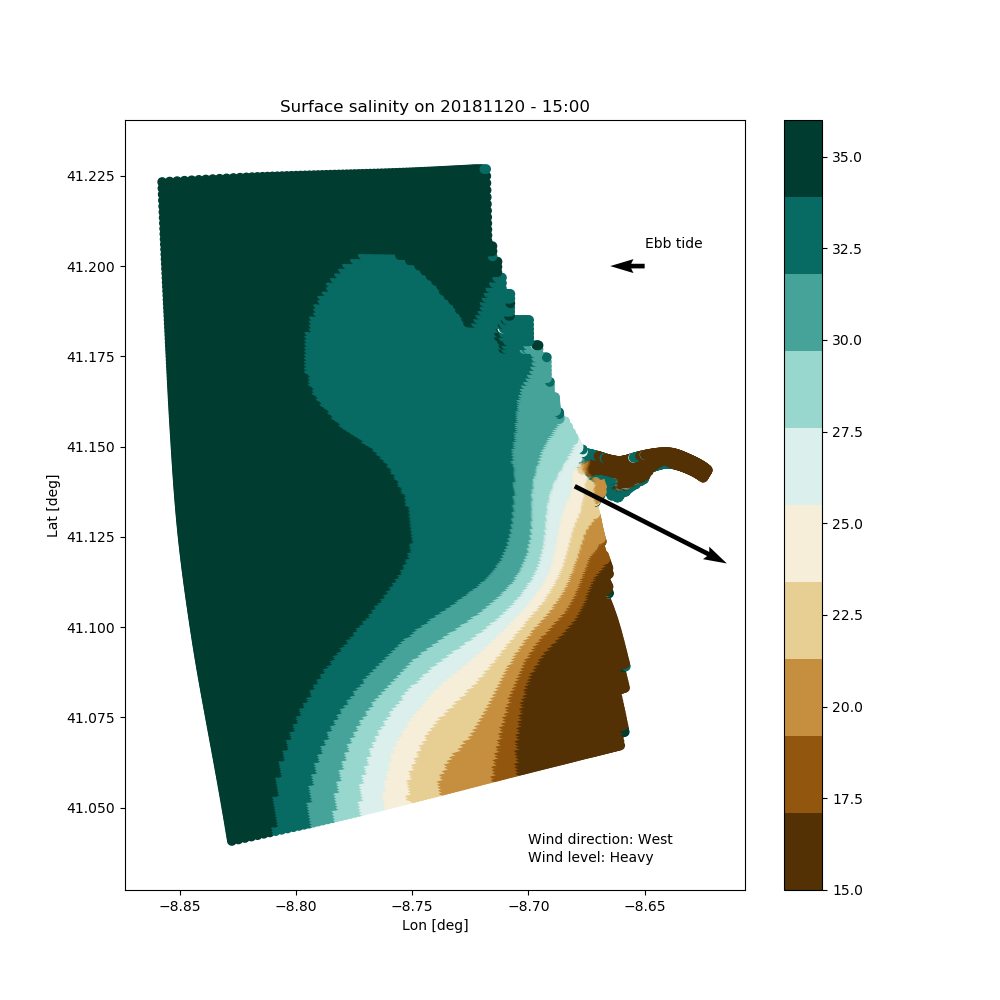 Surface salinity on 20181120 - 15:00
41.225
41.200
41.175
41.150
41.125
41.100
41.075
41.050
Lat [deg]
Ebb tide
Wind direction: West
Wind level: Heavy
−8.85 −8.80 −8.75 −8.70 −8.65
Lon [deg]
35.0
32.5
30.0
27.5
25.0
22.5
20.0
17.5
15.0